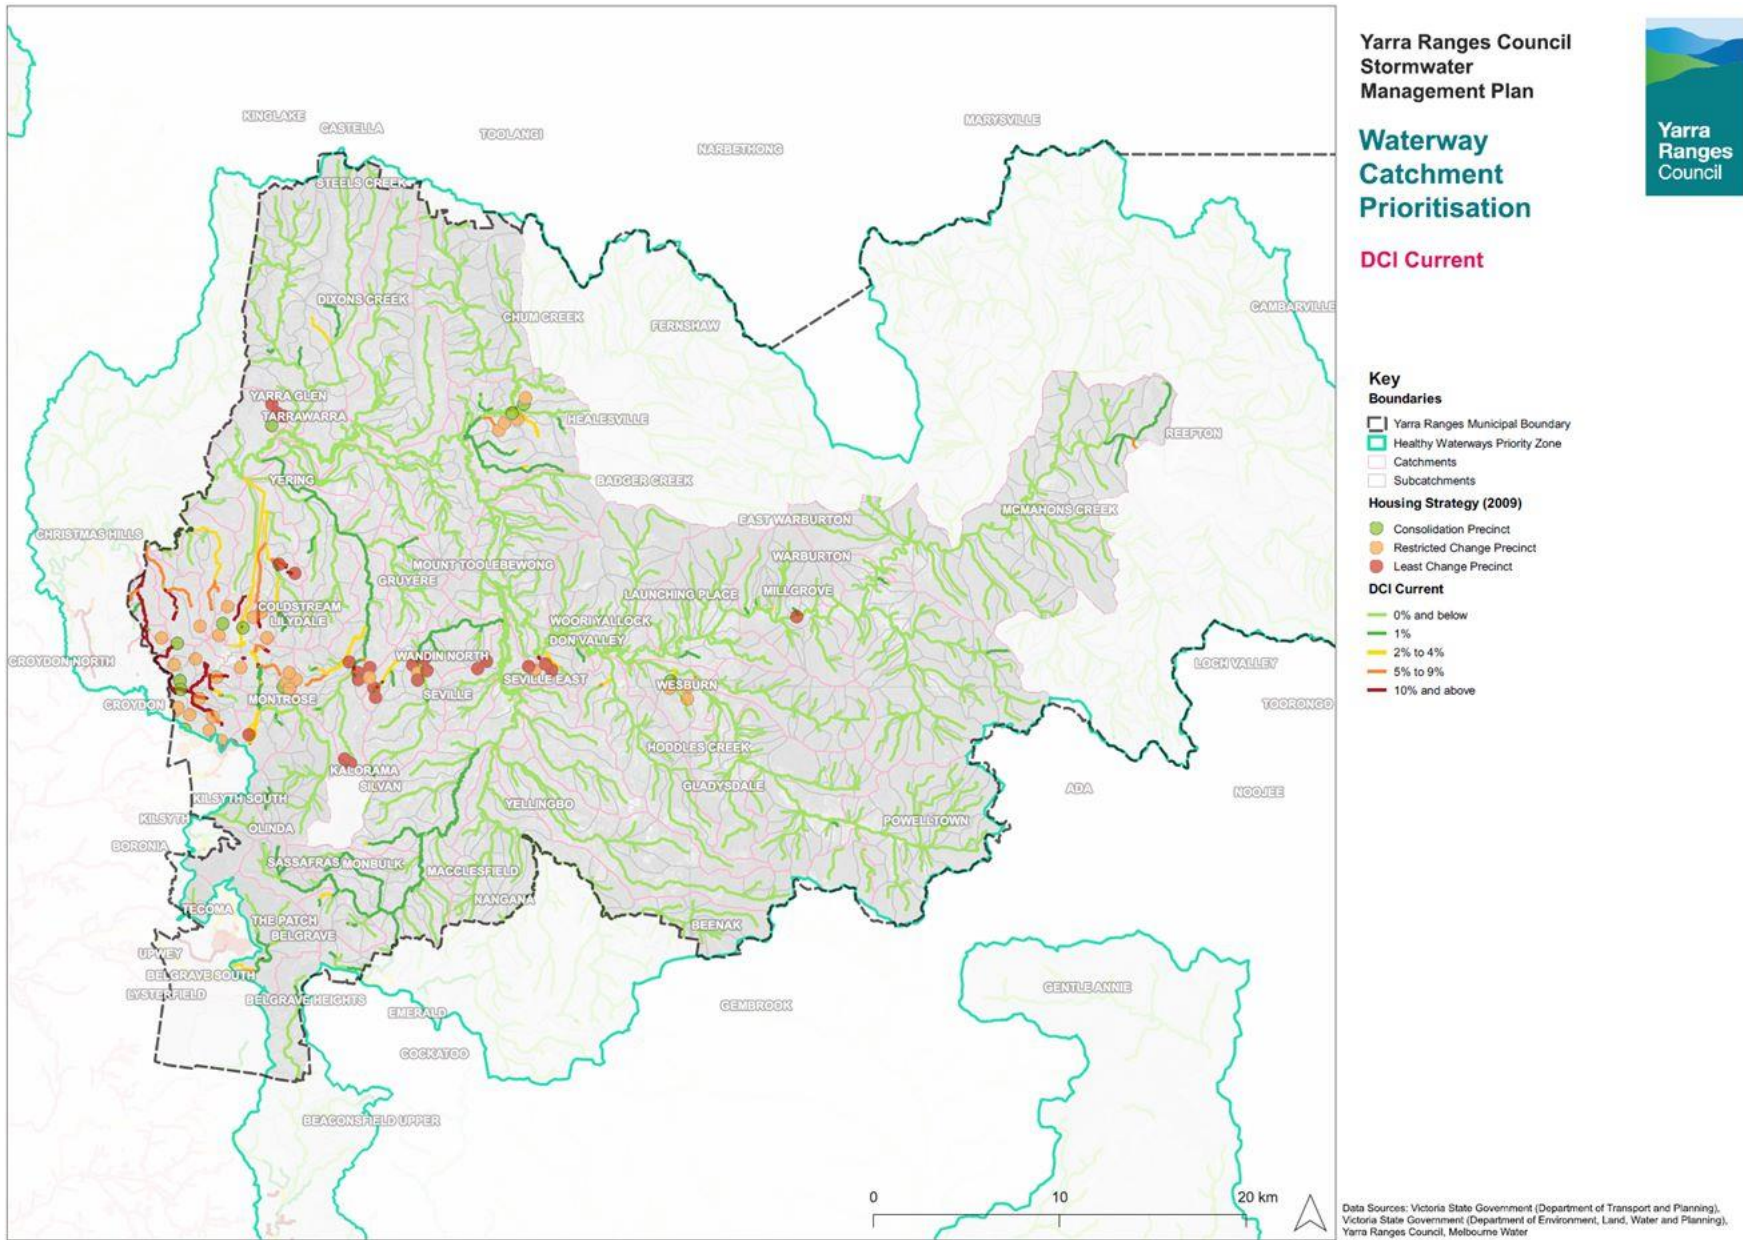 Yarra Ranges Council
Stormwater
Management Plan
Waterway
Catchment
Prioritisation
DCI Current
Yarra
Ranges
Council
Key
Boundaries
Yarra Ranges Municipal Boundary
Healthy Waterways Priority Zone
Catchments
Subcatchments
Housing Strategy (2009)
Consolidation Precinct
Restricted Change Precinct
Least Change Precinct
DCI Current
0% and below
1%
2% to 4%
5% to 9%
10% and above
KINGLAKE
CASTELLA
TOOLANGI
NARBETHONG
MARYSVILLE
STEELS CREEK
DIXONS CREEK
CHUM CREEK
FERNSHAW
CAMBARVILLE
YARRA GLEN
TARRAWARRA
HEALESVILLE
REEFTON
YERING
BADGER CREEK
CHRISTMAS HILLS
EAST WARBURTON
MCMAHONS CREEK
MOUNT TOOLEBEWONG
WARBURTON
GRUYERE
LAUNCHING PLACE
MILLGROVE
COLDSTREAM
LILYDALE
WOORI YALLOCK
DON VALLEY
CROYDON NORTH
WANDIN NORTH
LOCH VALLEY
SEVILLE EAST
WESBURN
CROYDON
MONTROSE
SEVILLE
TOORONGO
HODDLES CREEK
KALORAMA
SILVAN
GLADYSDALE
ADA
NOOJEE
KILSYTH SOUTH
YELLINGBO
KILSYTH
OLINDA
POWELLTOWN
BORONIA
SASSAFRAS
MONBULK
MACCLESFIELD
NANGANA
TECOMA
THE PATCH
BELGRAVE
BEENAK
UPWEY
BELGRAVE SOUTH
LYSTERFIELD
BELGRAVE HEIGHTS
EMERALD
GEMBROOK
GENTLE ANNIE
COCKATOO
BEACONSFIELD UPPER
0
10
20 km
Data Sources: Victoria State Government (Department of Transport and Planning),
Victoria State Government (Department of Environment, Land, Water and Planning),
Yarra Ranges Council, Melbourne Water